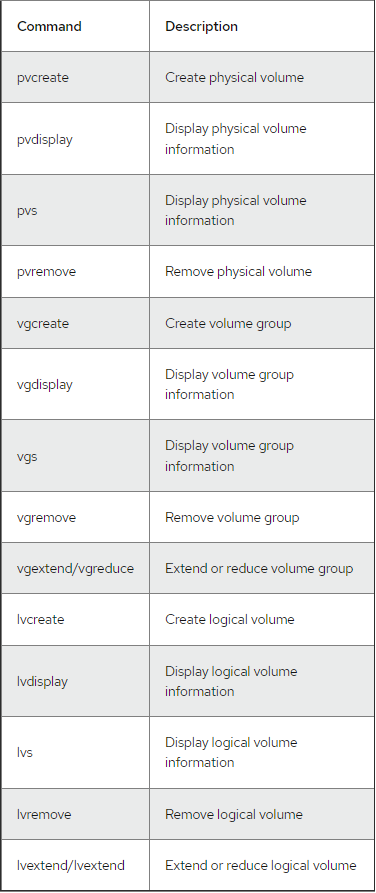 Command Description
pvcreate Create physical volume
pvdisplay Display physical volume
information
pvs Display physical volume
information
pvremove Remove physical volume
vgcreate Create volume group
vgdisplay Display volume group
information
vgs Display volume group
information
vgremove Remove volume group
vgextend/vgreduce Extend or reduce volume group
lvcreate Create logical volume
lvdisplay Display logical volume
information
lvs Display logical volume
information
lvremove Remove logical volume
lvextend/lvextend Extend or reduce logical volume